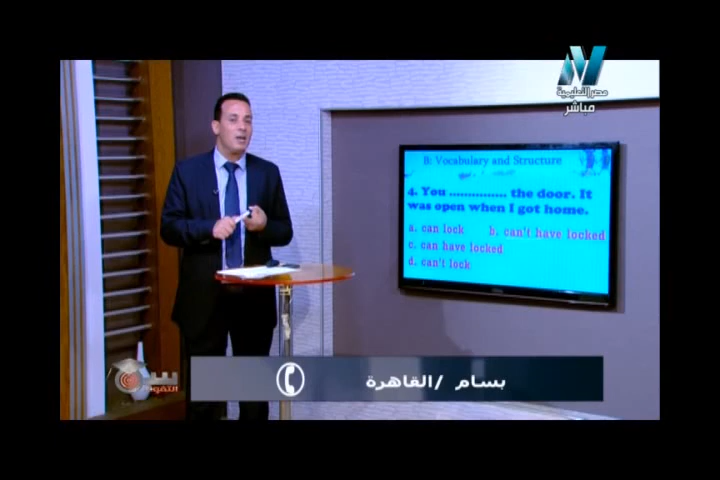 مصر التعليمية
مباشر
B: Vocabulary and Structure
4. You .............. the door. It
was open when I got home.
a. can lock b. can't have locked
c. can have locked
d. can't lock
بسام /القاهرة